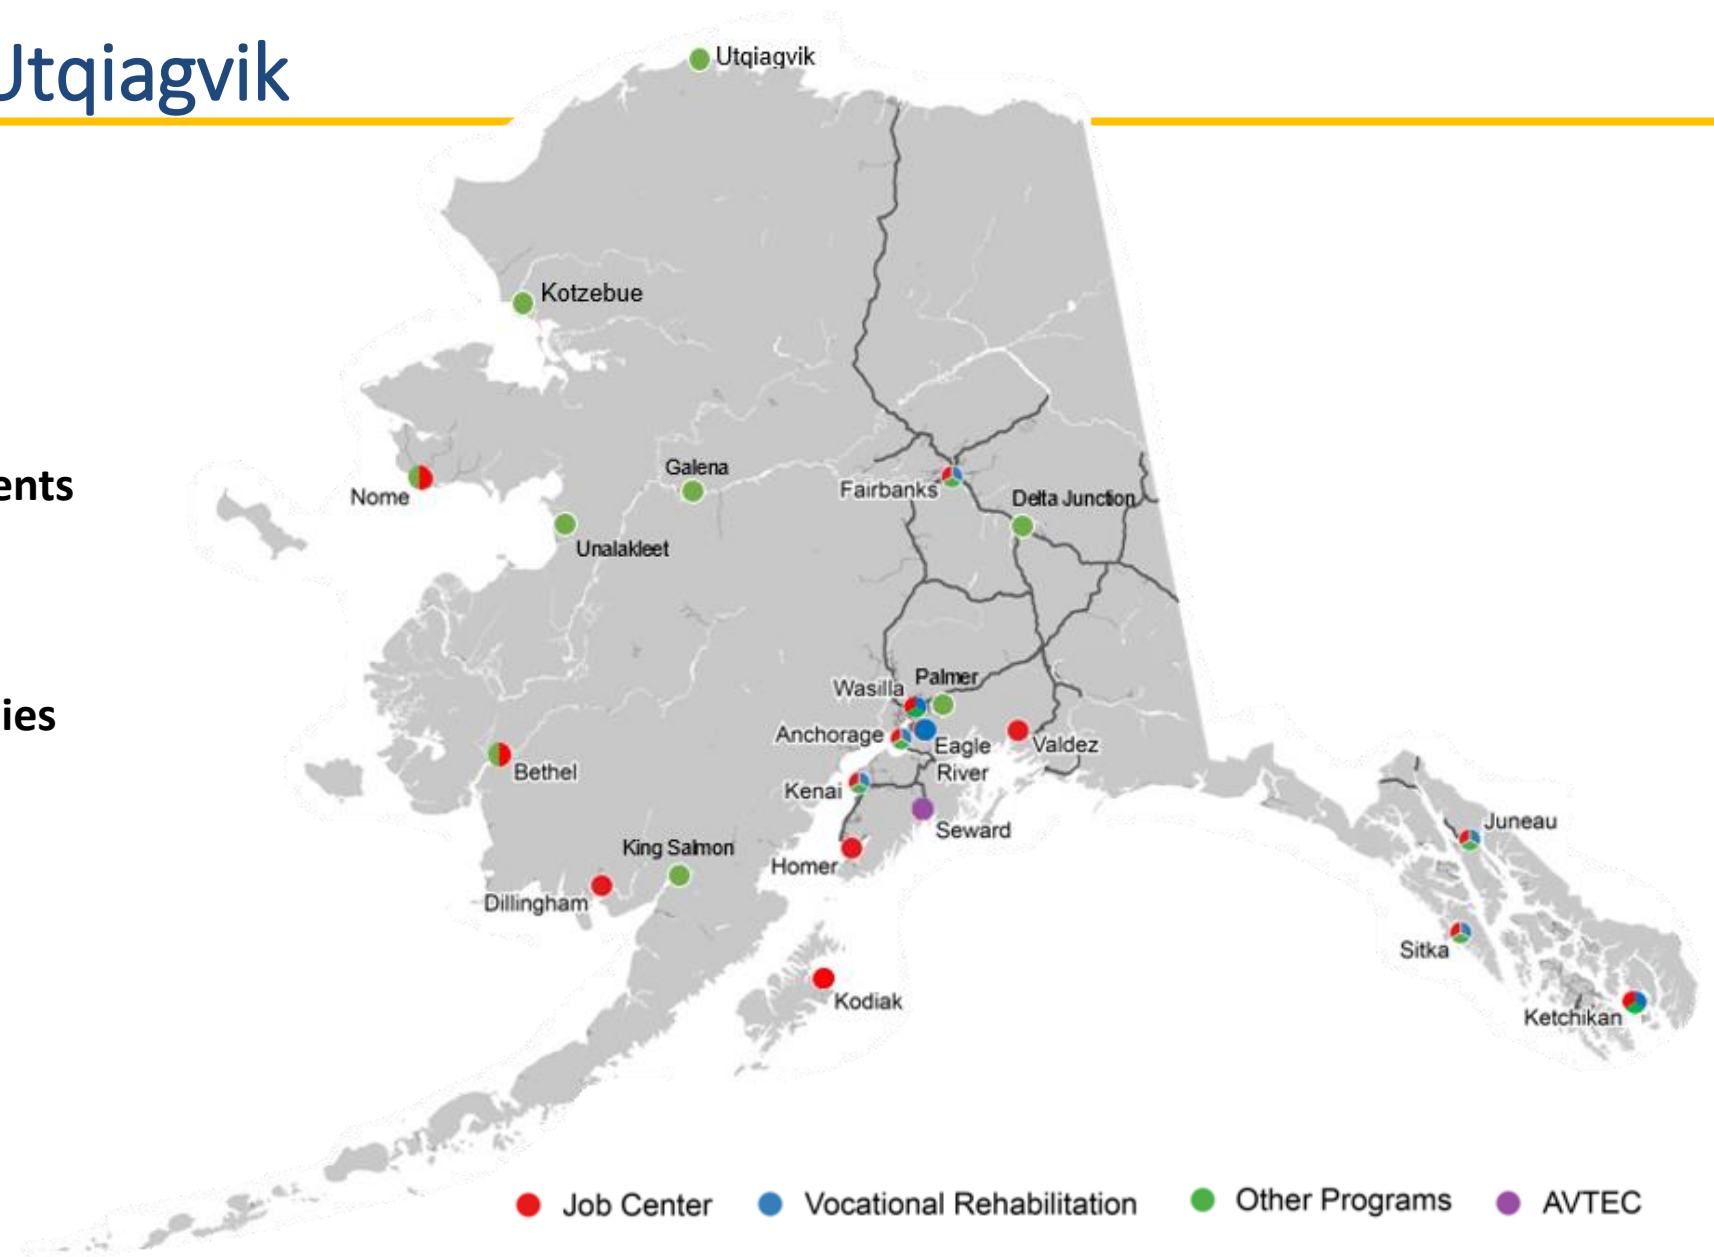 Utqiagvik
Utqiagvik
Kotzebue
Galena
Nome
Fairbanks
Delta Junction
ents
Unalakleet
Palmer
Wasilla
ies
Anchorage
Eagle
River
Valdez
Bethel
Kenai
Seward
Juneau
King Salmon
Homer
Dillingham
Sitka
Kodiak
Ketchikan
Job Center
Vocational Rehabilitation
Other Programs
AVTEC